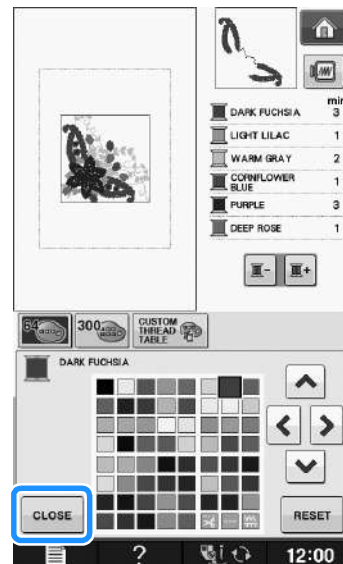 min
DARK FUCHSIA 3
LIGHT LILAC 1
WARM GRAY 2
CORNFLOWER
BLUE 1
PURPLE 3
DEEP ROSE 1
- +
64 300 CUSTOM
THREAD
TABLE
DARK FUCHSIA
CLOSE
RESET
? 12:00